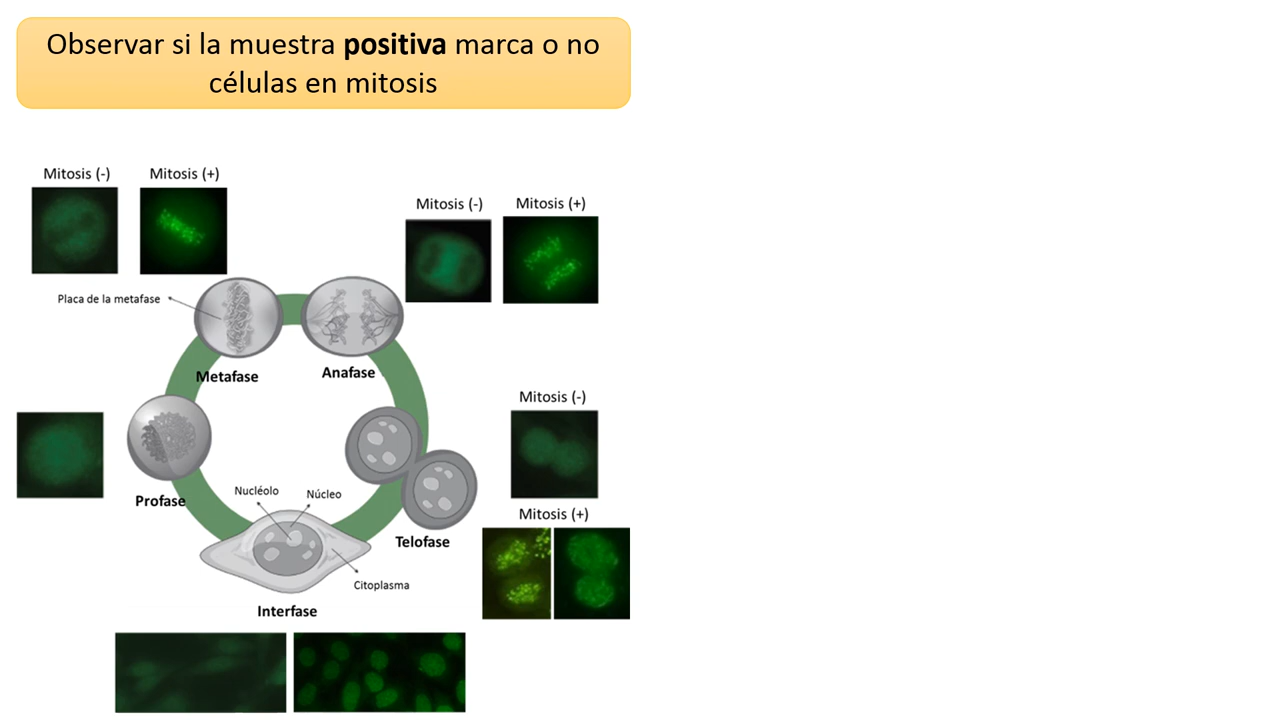 Observar si la muestra positiva marca o no
células en mitosis
Mitosis (-)
Mitosis (+)
Mitosis (-)
Mitosis (+)
Placa de la metafase
Metafase
Anafase
Mitosis (-)
Profase
Nucléolo
Núcleo
Mitosis (+)
Telofase
Citoplasma
Interfase